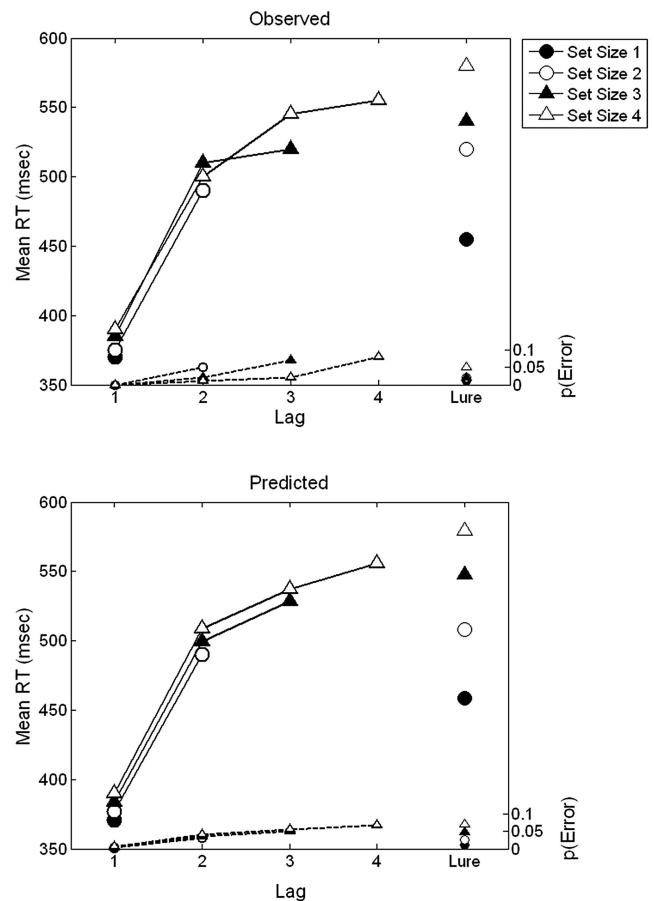 Observed
600
550
500
450
400
350
Mean RT (msec)
1 2 3 4 Lure
Lag
0.1
0.05
0
p(Error)
Set Size 1
Set Size 2
Set Size 3
Set Size 4
Predicted
600
550
500
450
400
350
Mean RT (msec)
1 2 3 4 Lure
Lag
0.1
0.05
0
p(Error)